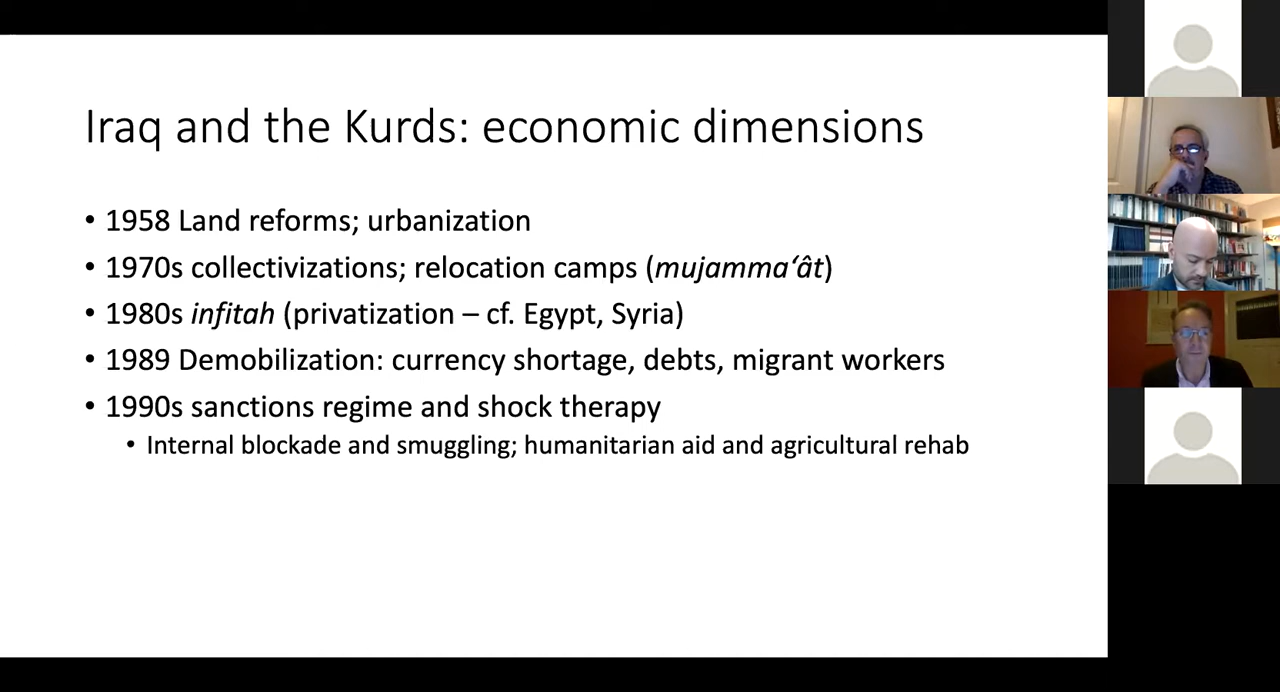 Iraq and the Kurds: economic dimensions
• 1958 Land reforms; urbanization
• 1970s collectivizations; relocation camps (mujamma‘ât)
• 1980s infitah (privatization – cf. Egypt, Syria)
• 1989 Demobilization: currency shortage, debts, migrant workers
• 1990s sanctions regime and shock therapy
• Internal blockade and smuggling; humanitarian aid and agricultural rehab